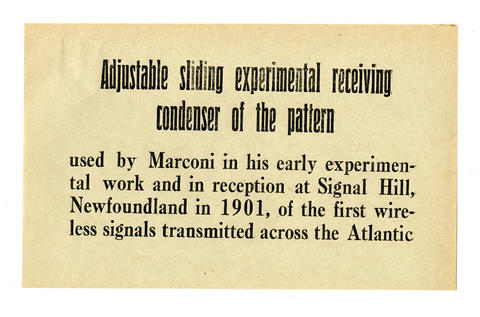 Adjustable sliding experimental receiving
condenser of the pattern
used by Marconi in his early experimen-
tal work and in reception at Signal Hill,
Newfoundland in 1901, of the first wire-
less signals transmitted across the Atlantic